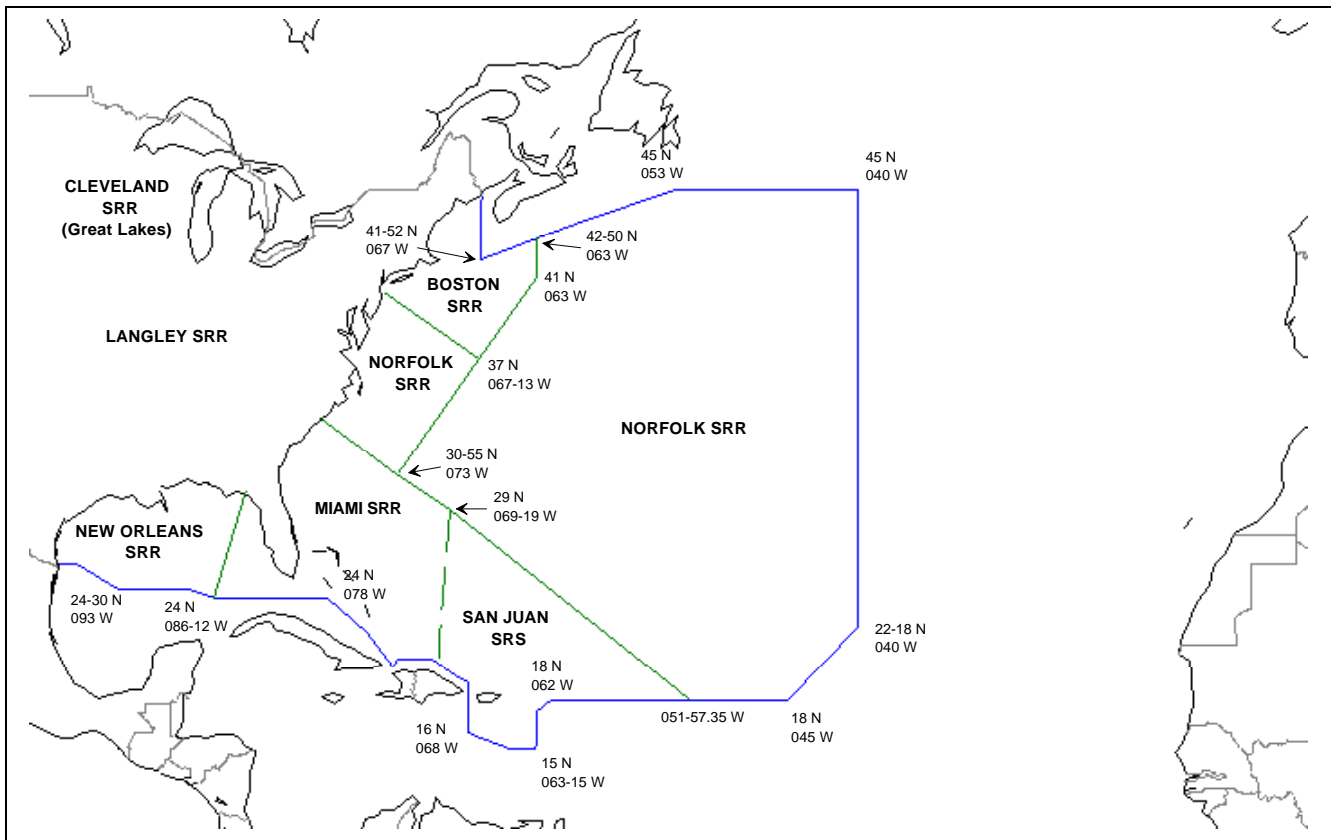 45 N
053 W
45 N
040 W
CLEVELAND
SRR
(Great Lakes)
41-52 N
067 W
42-50 N
063 W
41 N
063 W
BOSTON
SRR
LANGLEY SRR
NORFOLK
SRR
37 N
067-13 W
NORFOLK SRR
30-55 N
073 W
29 N
069-19 W
MIAMI SRR
NEW ORLEANS
SRR
24 N
078 W
24-30 N
093 W
24 N
086-12 W
SAN JUAN
SRS
22-18 N
040 W
18 N
062 W
051-57.35 W
18 N
045 W
16 N
068 W
15 N
063-15 W